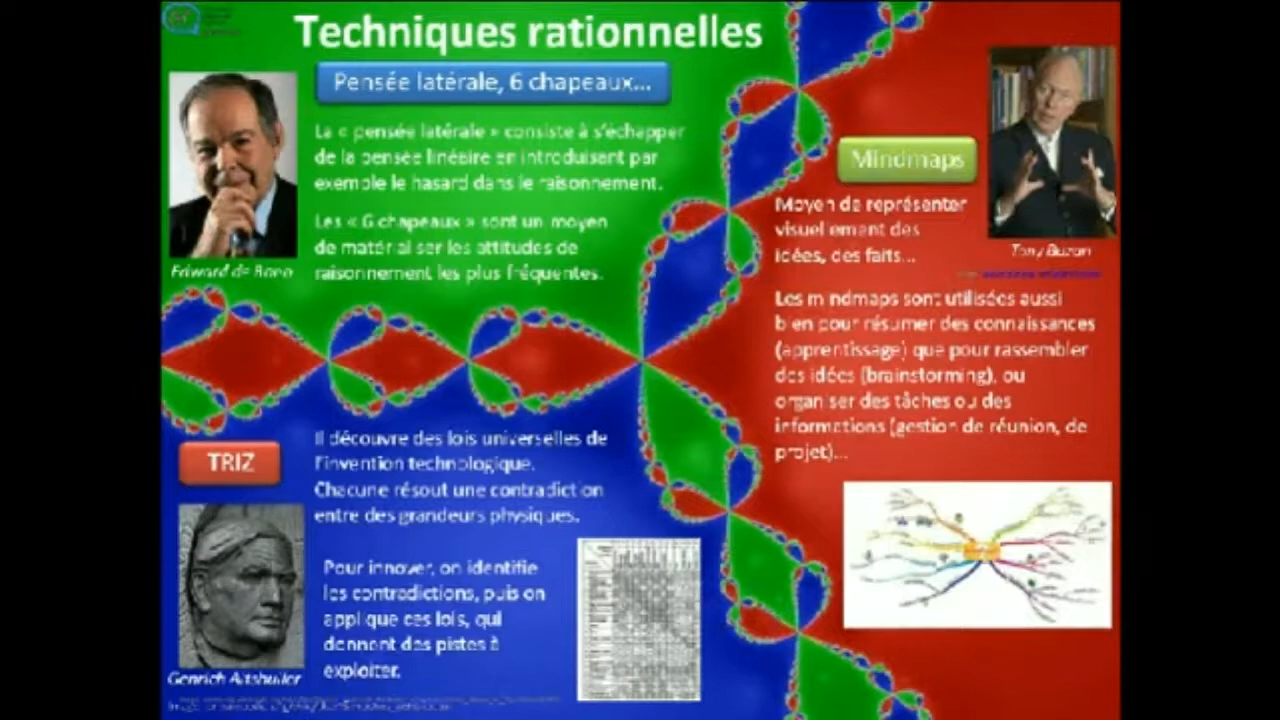 Techniques rationnelles
Pensée latérale, 6 chapeaux...
La « pensée latérale » consiste à s'échapper
de la pensée linéaire en introduisant par
exemple le hasard dans le raisonnement.
Les « 6 chapeaux » sont un moyen
de matérialiser les attitudes de
raisonnement les plus fréquentes.
Edward de Bono
Mindmaps
Moyen de représenter
visuellement des
idées, des faits...
Tony Buzan
Les mindmaps sont utilisées aussi
bien pour résumer des connaissances
(apprentissage) que pour rassembler
des idées (brainstorming), ou
organiser des tâches ou des
informations (gestion de réunion, de
projet)...
TRIZ
Il découvre des lois universelles de
l'invention technologique.
Chacune résout une contradiction
entre des grandeurs physiques.
Pour innover, on identifie
les contradictions, puis on
applique ces lois, qui
donnent des pistes à
exploiter.
Genrich Altshuller